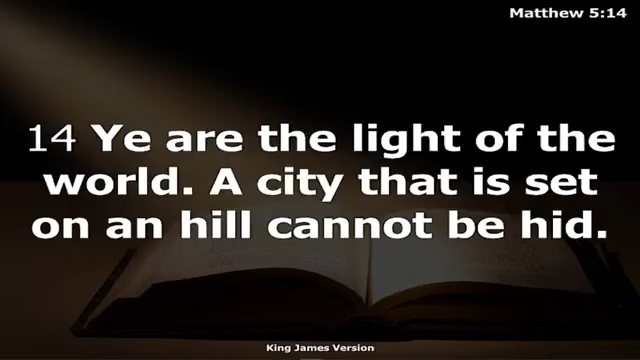 Matthew 5:14
14 Ye are the light of the
world. A city that is set
on an hill cannot be hid.
King James Version